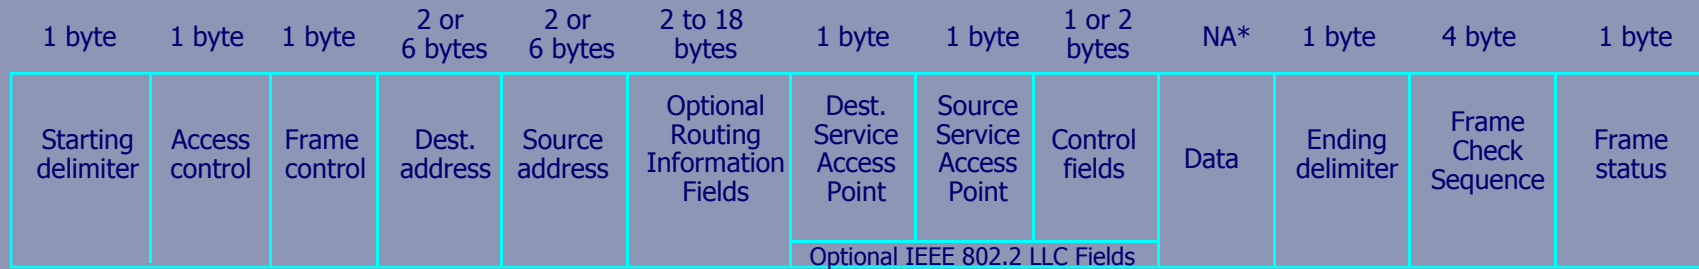 1 byte
1 byte
1 byte
2 or
6 bytes
2 or
6 bytes
2 to 18
bytes
1 byte
1 byte
1 or 2
bytes
NA*
1 byte
4 byte
1 byte
Starting
delimiter
Access
control
Frame
control
Dest.
address
Source
address
Optional
Routing
Information
Fields
Dest.
Service
Access
Point
Source
Service
Access
Point
Control
fields
Data
Ending
delimiter
Frame
Check
Sequence
Frame
status
Optional IEEE 802.2 LLC Fields